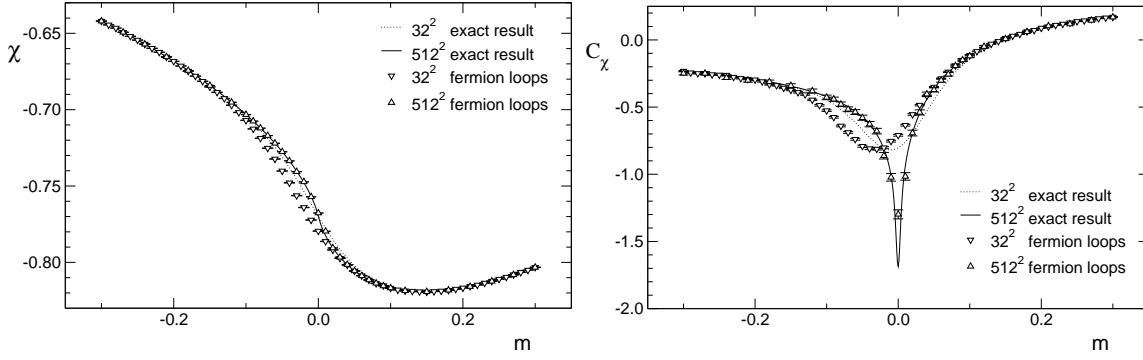 χ
-0.65
-0.70
-0.75
-0.80
-0.2
0.0
0.2
m
32² exact result
512² exact result
32² fermion loops
512² fermion loops
C_χ
0.0
-0.5
-1.0
-1.5
-2.0
-0.2
0.0
0.2
m
32² exact result
512² exact result
32² fermion loops
512² fermion loops